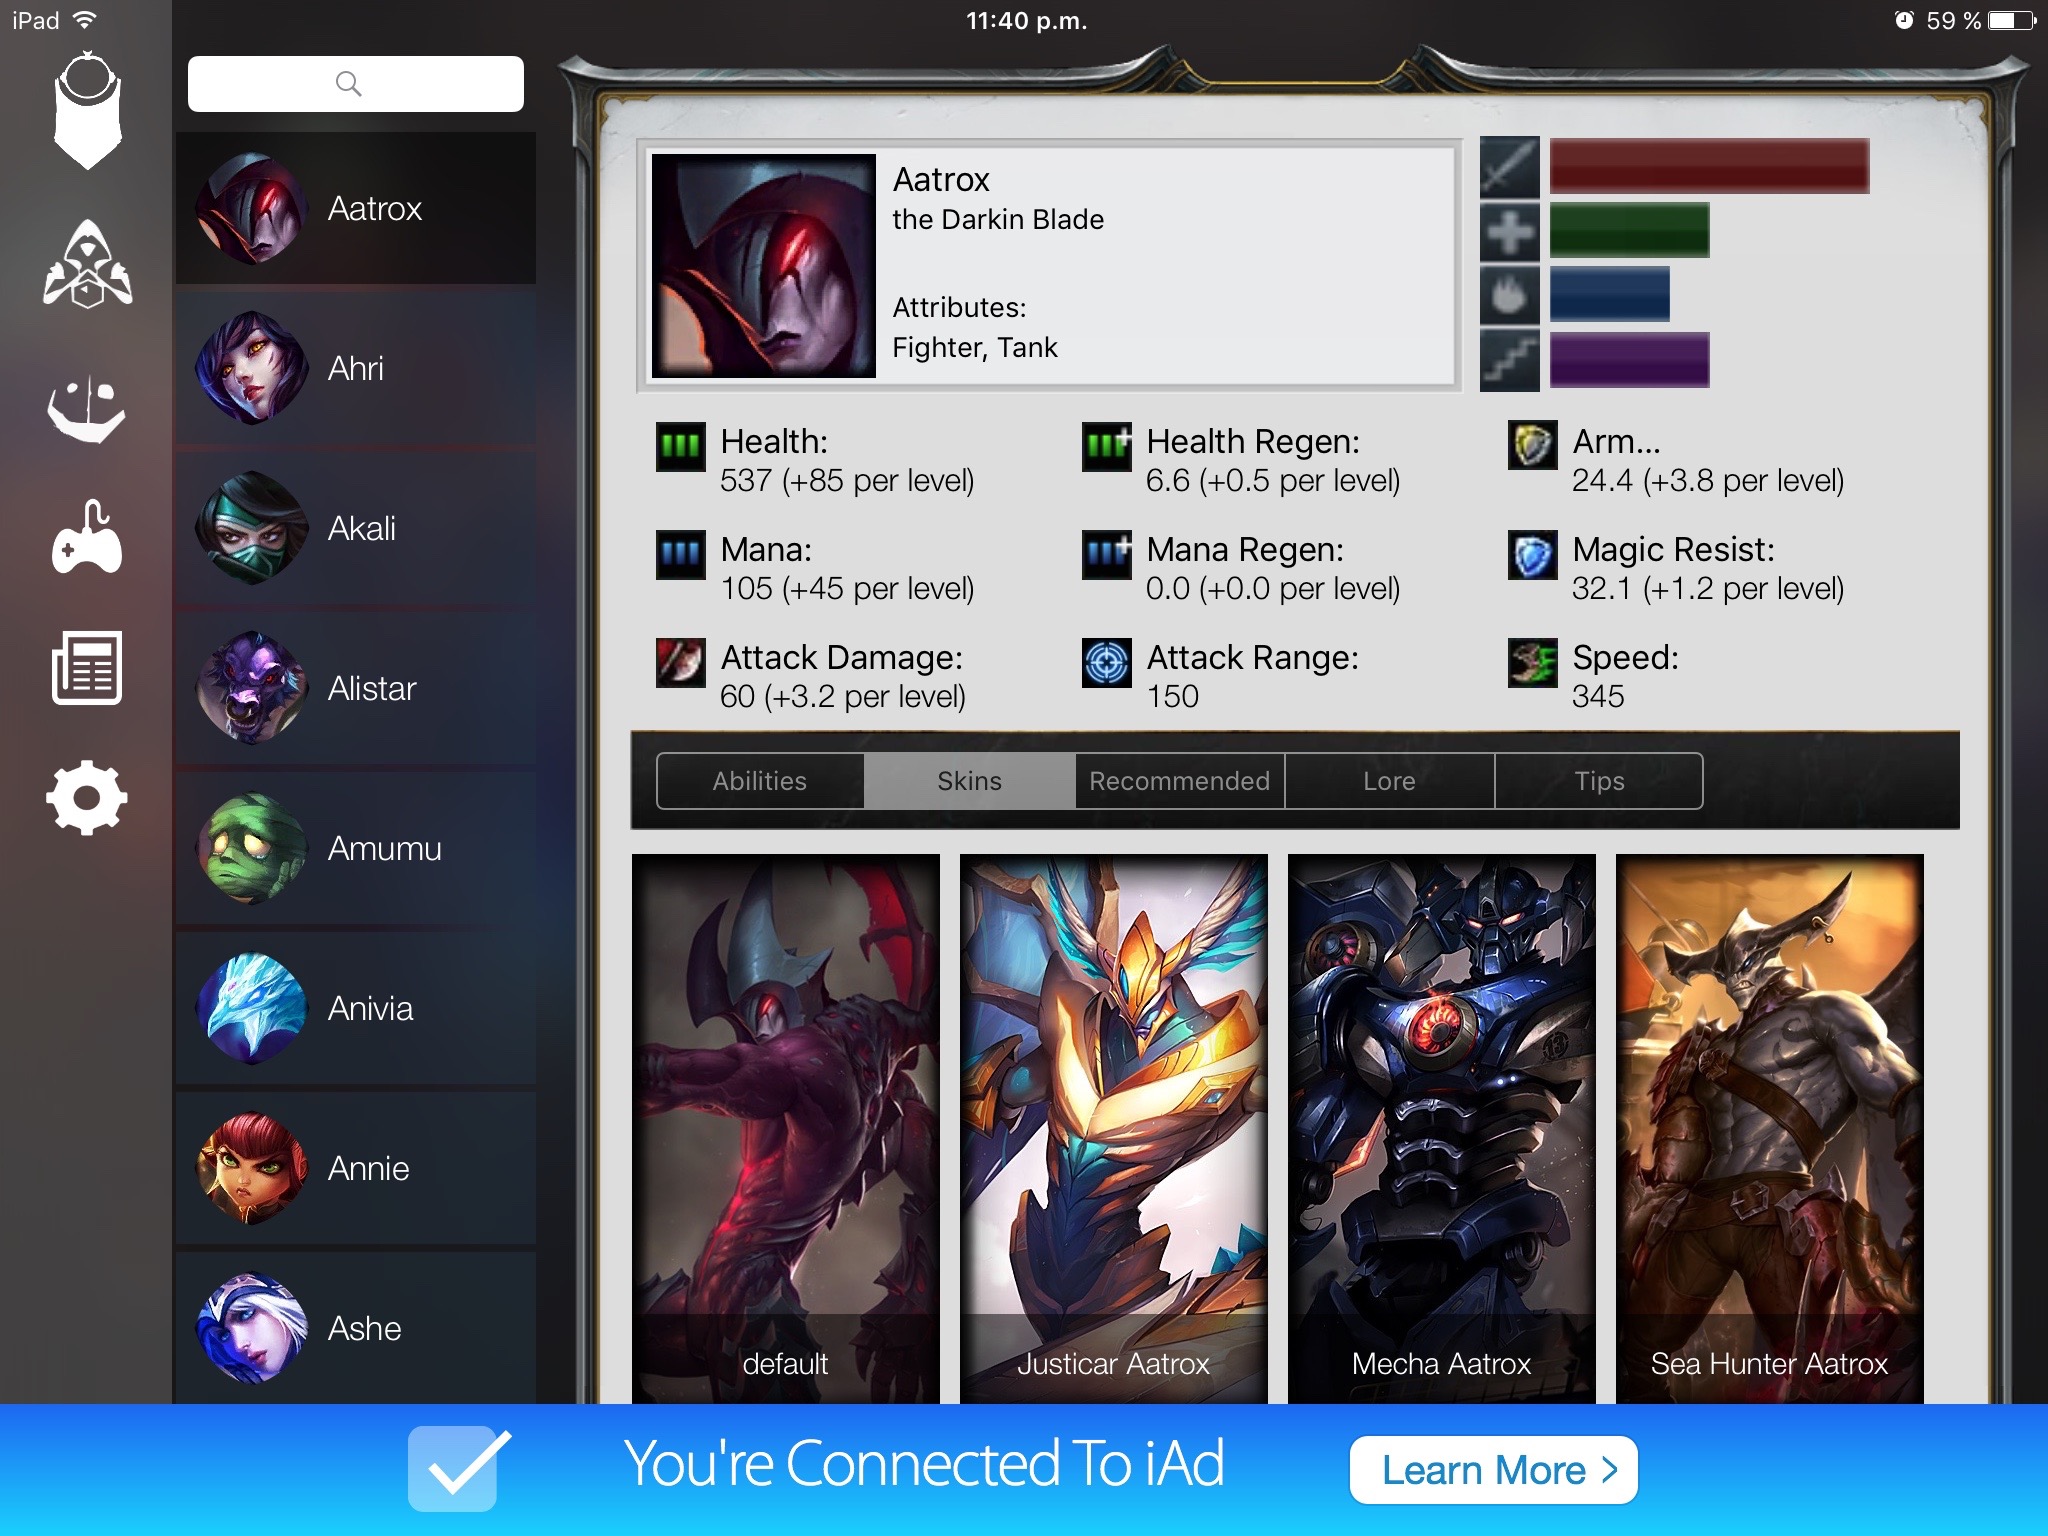 iPad
11:40 p.m.
59 %
Aatrox
Ahri
Akali
Alistar
Amumu
Anivia
Annie
Ashe
Aatrox
the Darkin Blade
Attributes:
Fighter, Tank
Health:
537 (+85 per level)
Health Regen:
6.6 (+0.5 per level)
Arm...
24.4 (+3.8 per level)
Mana:
105 (+45 per level)
Mana Regen:
0.0 (+0.0 per level)
Magic Resist:
32.1 (+1.2 per level)
Attack Damage:
60 (+3.2 per level)
Attack Range:
150
Speed:
345
Abilities
Skins
Recommended
Lore
Tips
default
Justicar Aatrox
Mecha Aatrox
13
Sea Hunter Aatrox
You're Connected To iAd
Learn More >